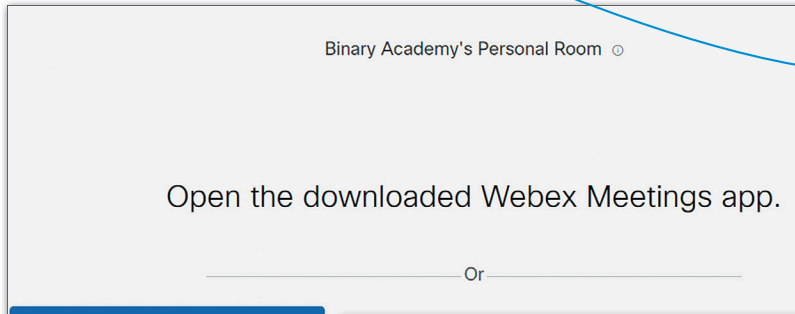 Binary Academy's Personal Room
Open the downloaded Webex Meetings app.
Or